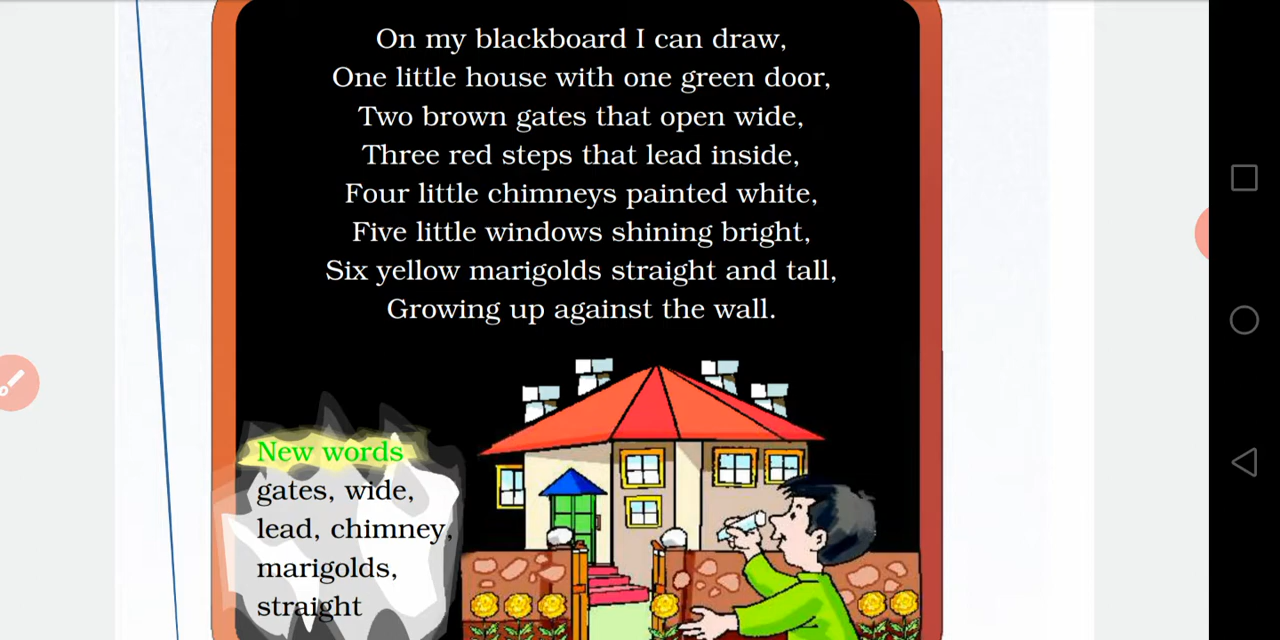 On my blackboard I can draw,
One little house with one green door,
Two brown gates that open wide,
Three red steps that lead inside,
Four little chimneys painted white,
Five little windows shining bright,
Six yellow marigolds straight and tall,
Growing up against the wall.
New words
gates, wide,
lead, chimney,
marigolds,
straight